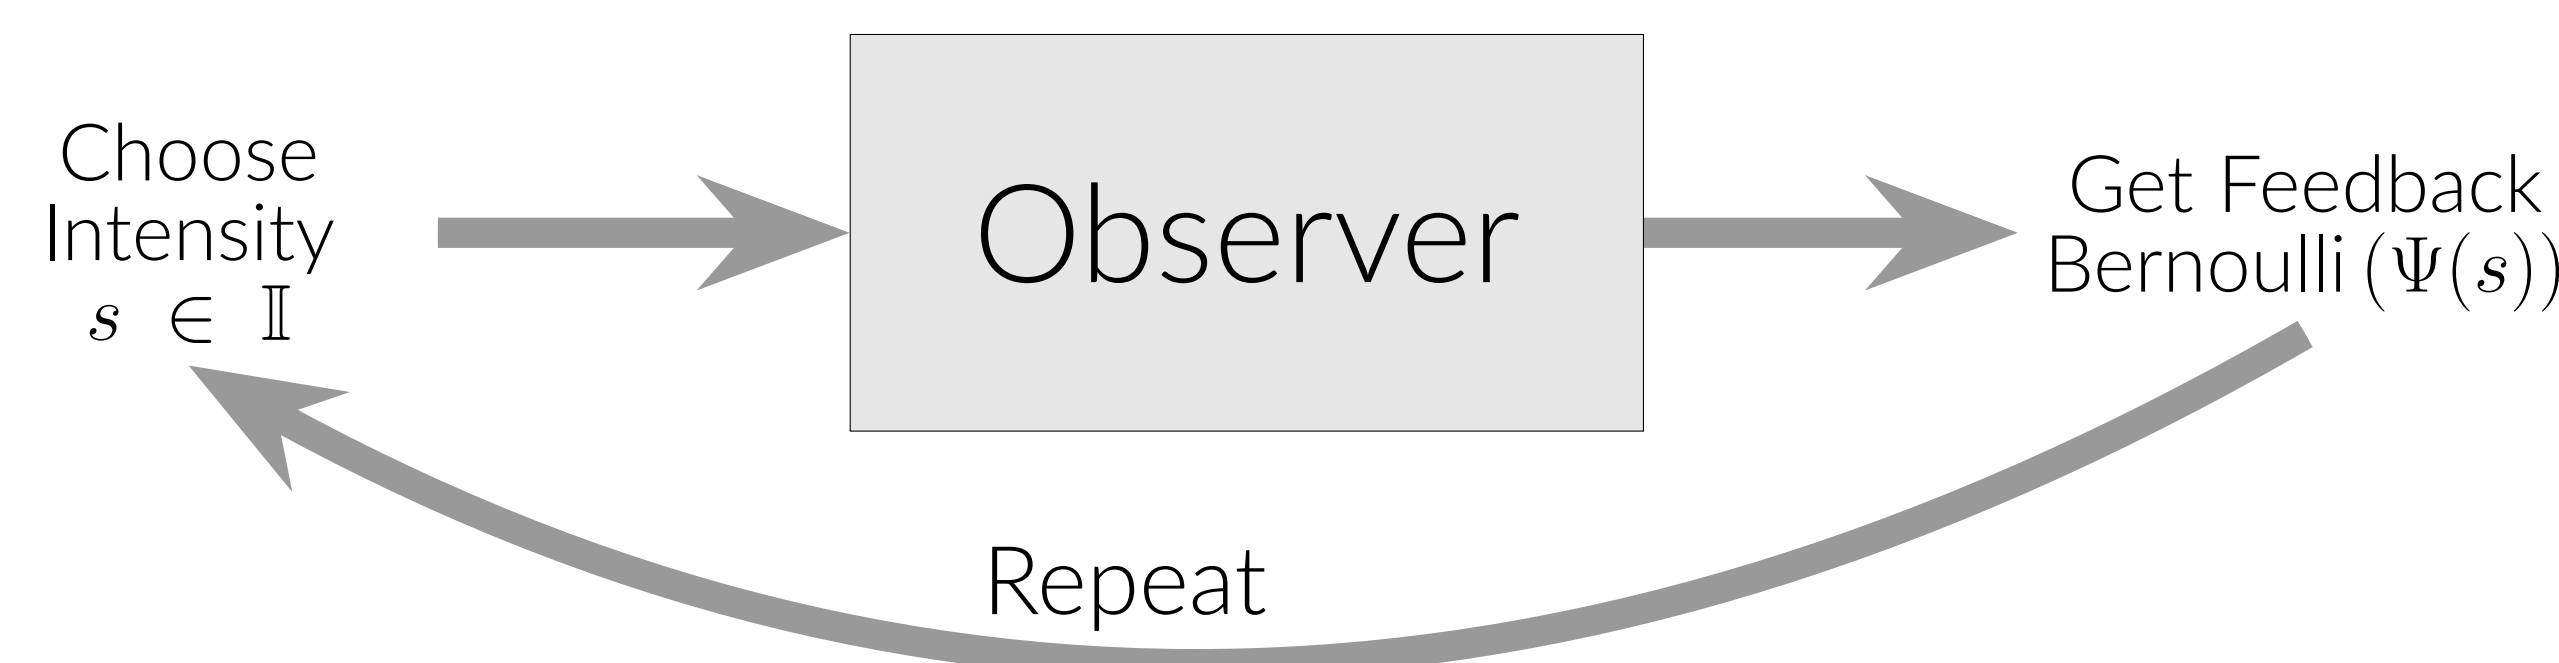 Choose
Intensity
s ∈ 𝕀
Observer
Get Feedback
Bernoulli (Ψ(s))
Repeat